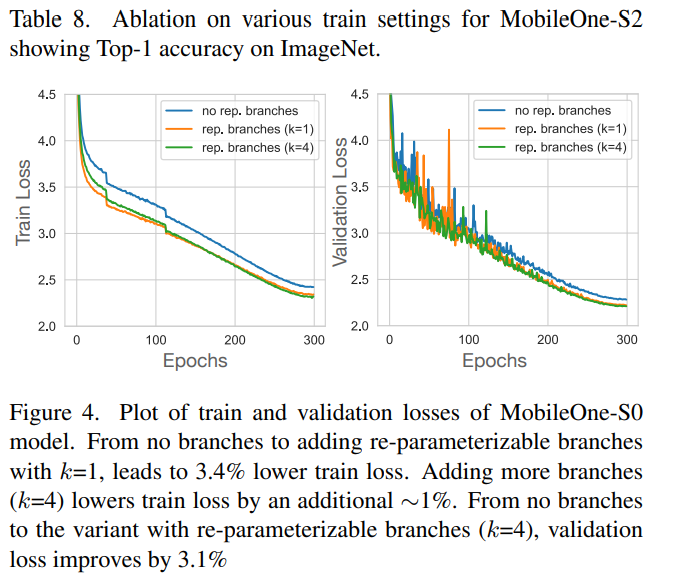 Table 8. Ablation on various train settings for MobileOne-S2
showing Top-1 accuracy on ImageNet.
4.5
4.0
3.5
3.0
2.5
2.0
Train Loss
no rep. branches
rep. branches (k=1)
rep. branches (k=4)
0 100 200 300
Epochs
4.5
4.0
3.5
3.0
2.5
2.0
Validation Loss
no rep. branches
rep. branches (k=1)
rep. branches (k=4)
0 100 200 300
Epochs
Figure 4. Plot of train and validation losses of MobileOne-S0
model. From no branches to adding re-parameterizable branches
with k=1, leads to 3.4% lower train loss. Adding more branches
(k=4) lowers train loss by an additional ∼1%. From no branches
to the variant with re-parameterizable branches (k=4), validation
loss improves by 3.1%